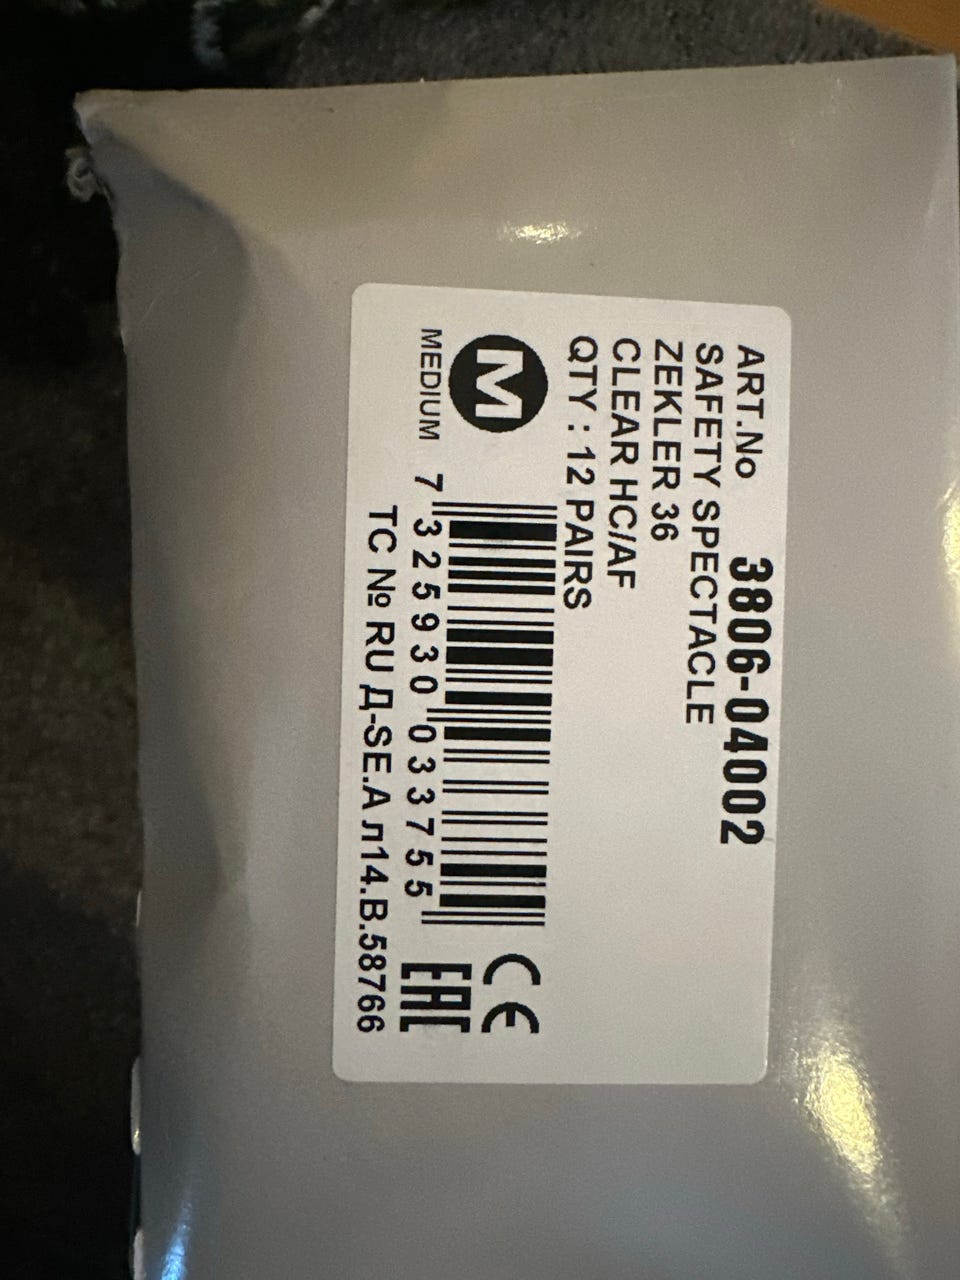 ART.No 3806-04002
SAFETY SPECTACLE
ZEKLER 36
CLEAR HC/AF
QTY : 12 PAIRS
M
MEDIUM
7 325930 033755
CE
EAC
TC № RU Д-SE.А л14.В.58766